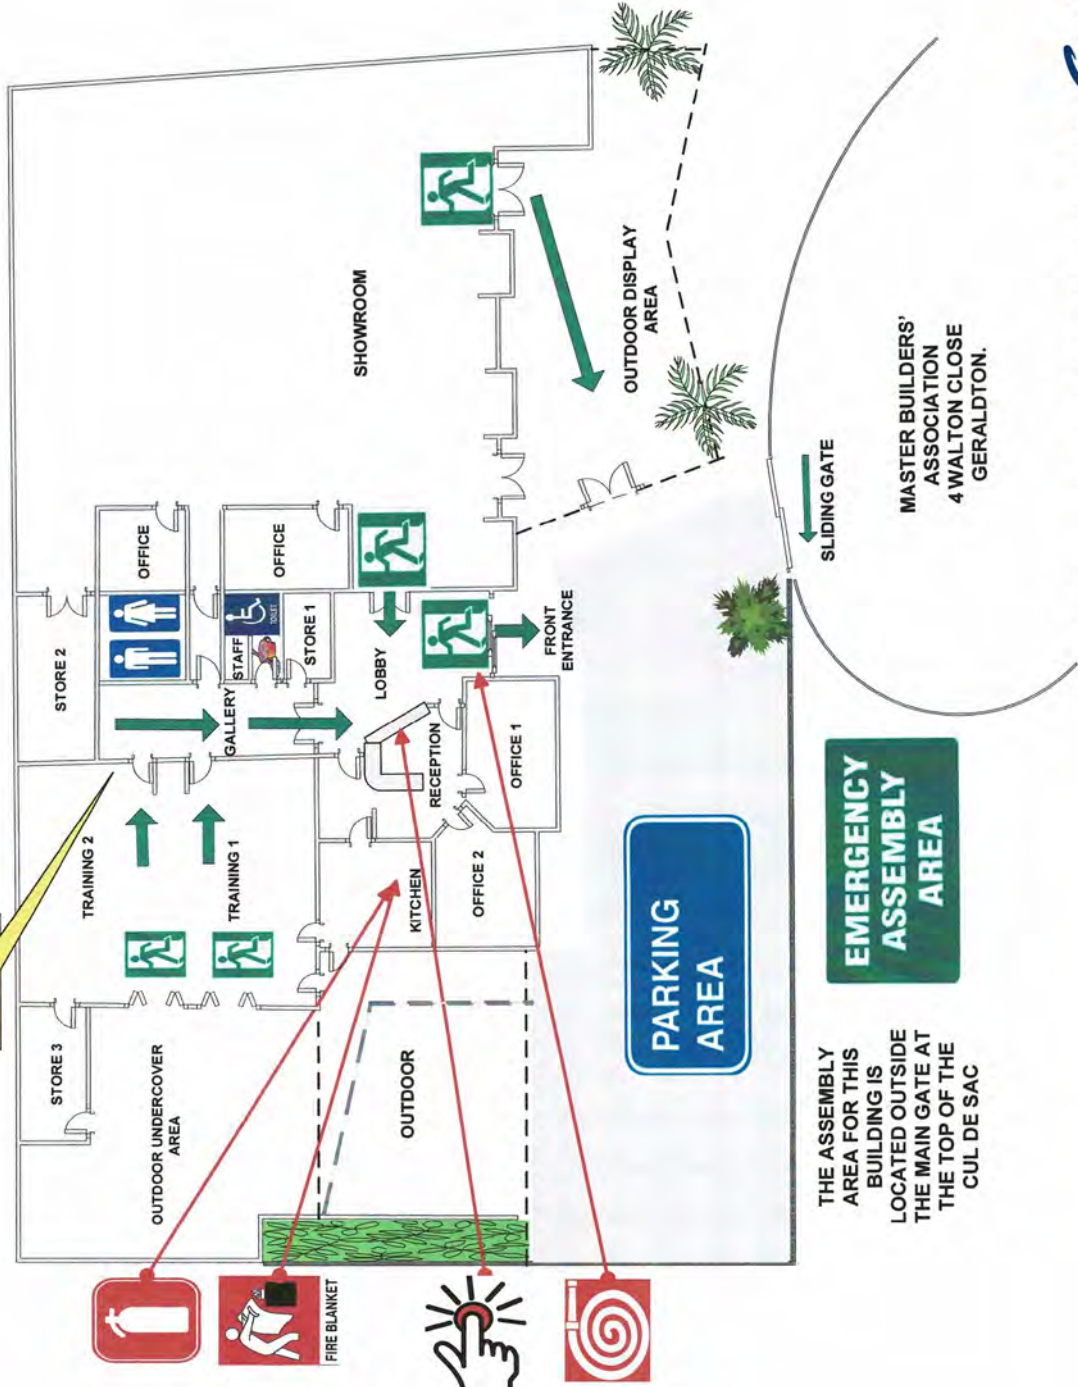 STORE 2
TRAINING 2
STORE 3
OFFICE
STAFF
TOILET
GALLERY
TRAINING 1
OUTDOOR UNDERCOVER
AREA
OFFICE
STORE 1
SHOWROOM
LOBBY
FIRE BLANKET
KITCHEN
RECEPTION
OUTDOOR
OFFICE 2
OFFICE 1
FRONT
ENTRANCE
OUTDOOR DISPLAY
AREA
PARKING
AREA
SLIDING GATE
THE ASSEMBLY
AREA FOR THIS
BUILDING IS
LOCATED OUTSIDE
THE MAIN GATE AT
THE TOP OF THE
CUL DE SAC
EMERGENCY
ASSEMBLY
AREA
MASTER BUILDERS'
ASSOCIATION
4 WALTON CLOSE
GERALDTON.